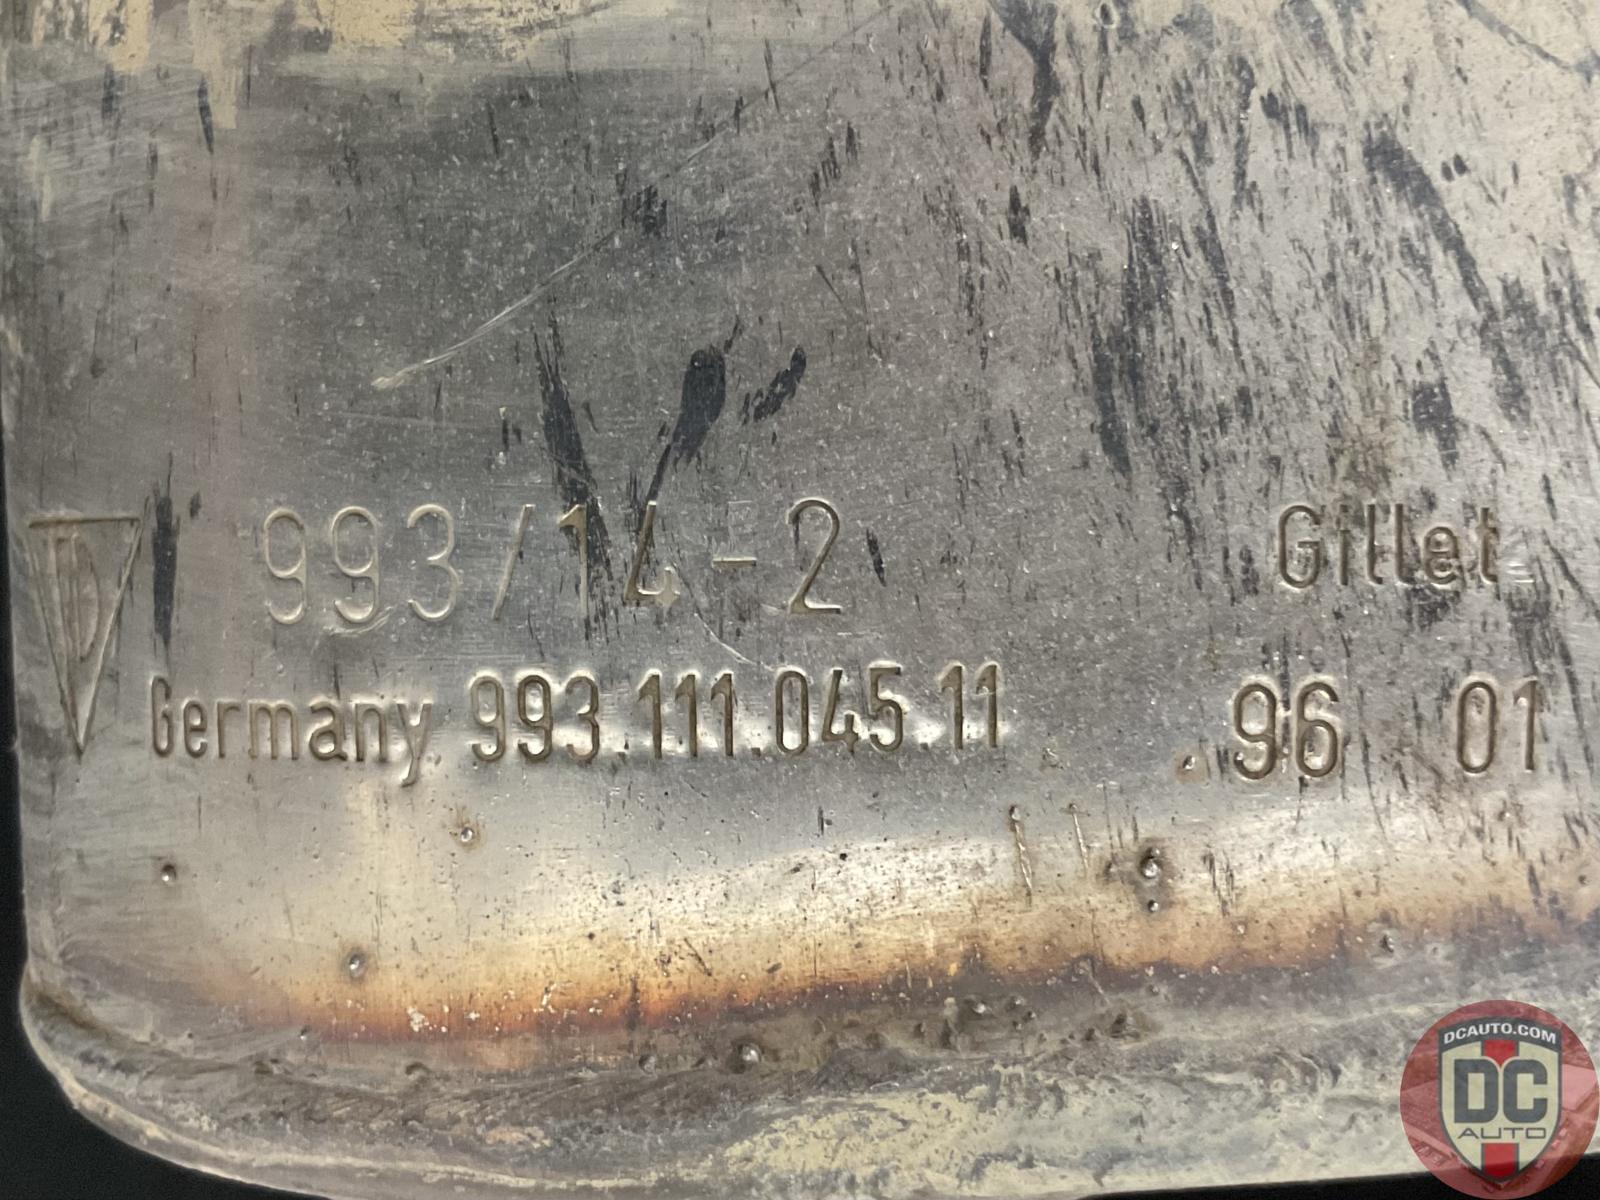 993/14-2
Gillet
Germany 993.111.045.11
96 01
DCAUTO.COM
DC
AUTO